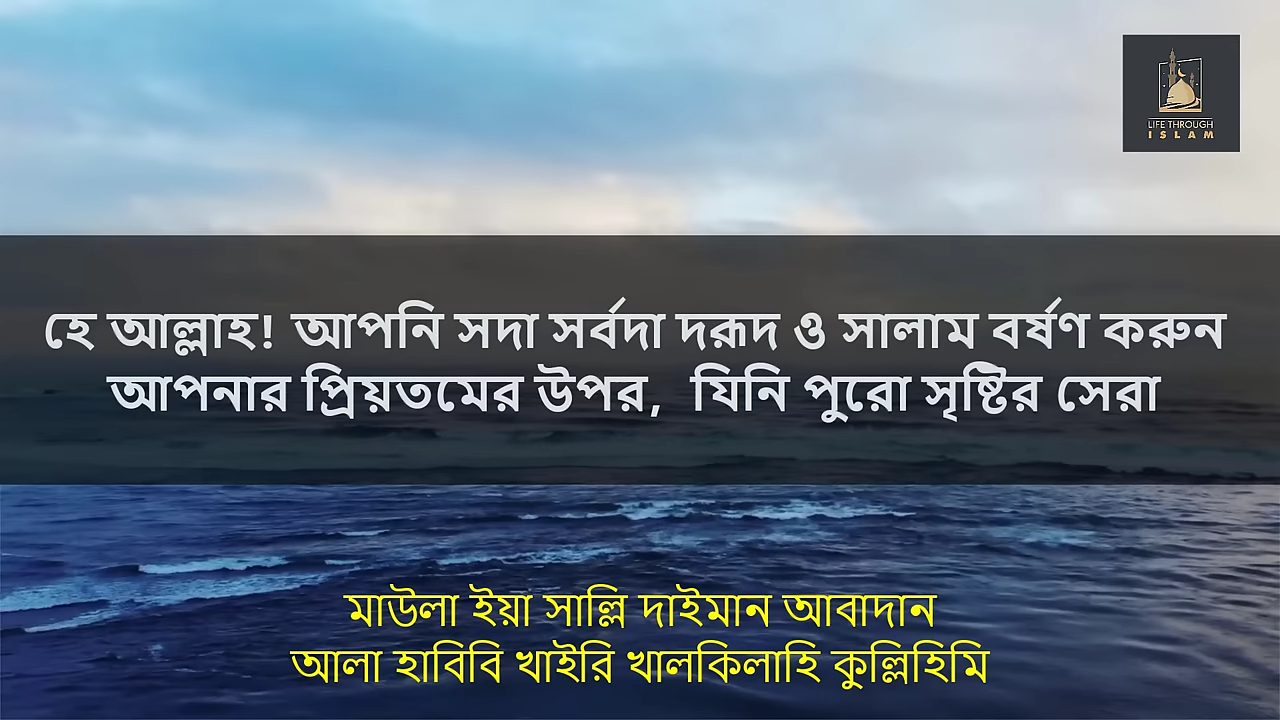 LIFE THROUGH
ISLAM
হে আল্লাহ! আপনি সদা সর্বদা দরূদ ও সালাম বর্ষণ করুন
আপনার প্রিয়তমের উপর, যিনি পুরো সৃষ্টির সেরা
মাউলা ইয়া সাল্লি দাইমান আবাদান
আলা হাবিবি খাইরি খালকিলাহি কুল্লিহিমি